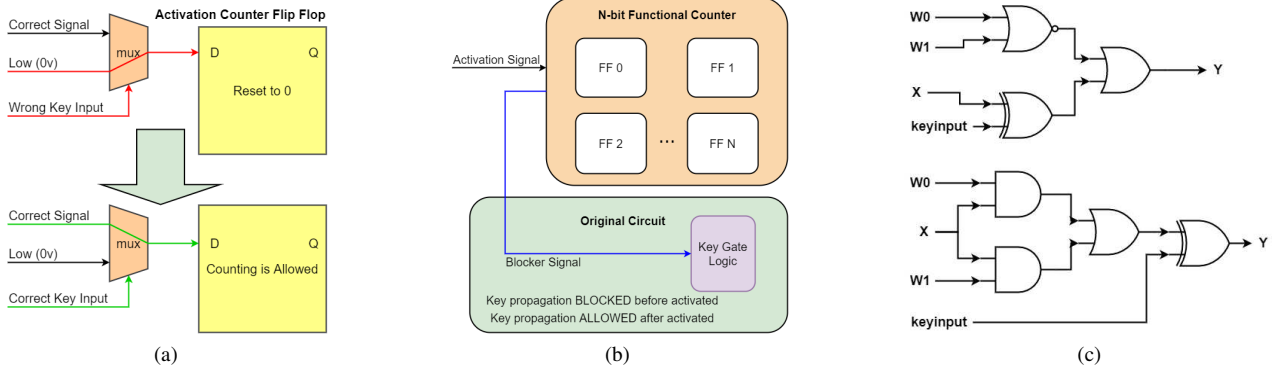 Activation Counter Flip Flop
Correct Signal
mux
D
Q
Low (0v)
Reset to 0
Wrong Key Input
Correct Signal
mux
D
Q
Low (0v)
Counting is Allowed
Correct Key Input
(a)
N-bit Functional Counter
Activation Signal
FF 0
FF 1
FF 2
...
FF N
Original Circuit
Key Gate
Logic
Blocker Signal
Key propagation BLOCKED before activated
Key propagation ALLOWED after activated
(b)
W0
W1
Y
X
keyinput
W0
X
Y
W1
keyinput
(c)